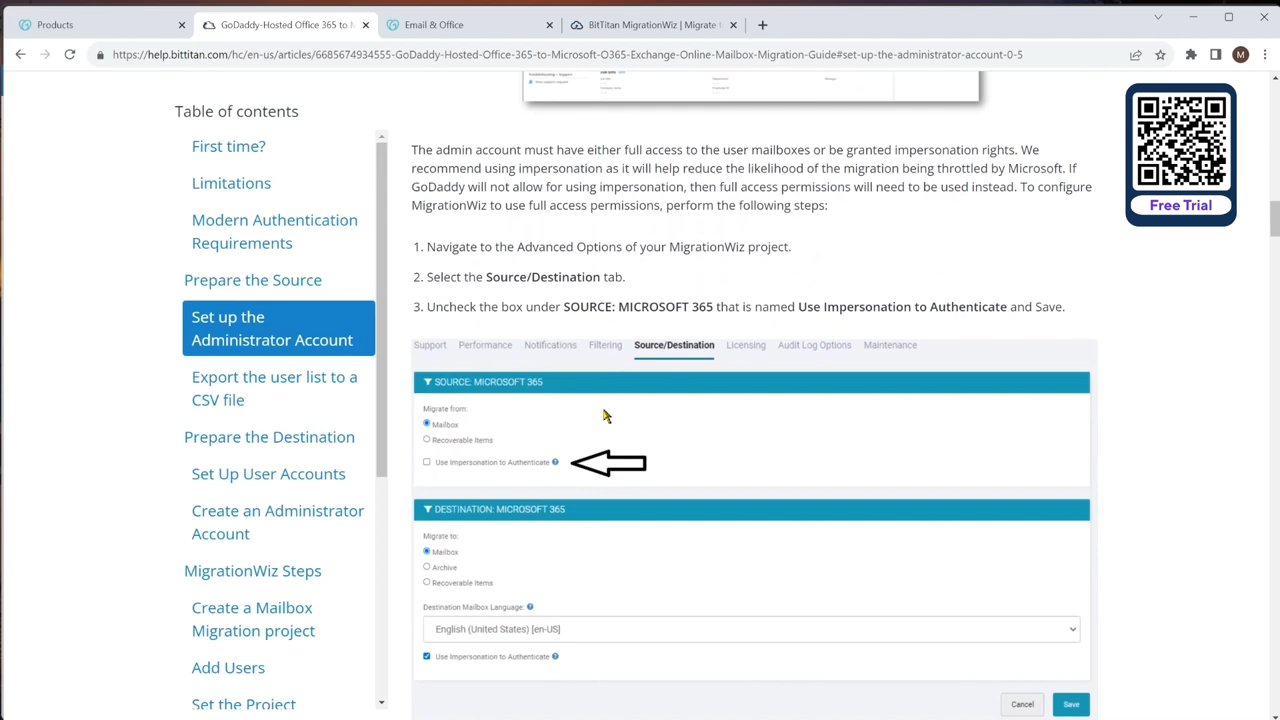 Products
GoDaddy-Hosted Office 365 to M
Email & Office
BitTitan MigrationWiz | Migrate t
https://help.bittitan.com/hc/en-us/articles/6685674934555-GoDaddy-Hosted-Office-365-to-Microsoft-O365-Exchange-Online-Mailbox-Migration-Guide#set-up-the-administrator-account-0-5
M
Table of contents
First time?
Limitations
Modern Authentication
Requirements
Prepare the Source
Set up the
Administrator Account
Export the user list to a
CSV file
Prepare the Destination
Set Up User Accounts
Create an Administrator
Account
MigrationWiz Steps
Create a Mailbox
Migration project
Add Users
Set the Project
The admin account must have either full access to the user mailboxes or be granted impersonation rights. We
recommend using impersonation as it will help reduce the likelihood of the migration being throttled by Microsoft. If
GoDaddy will not allow for using impersonation, then full access permissions will need to be used instead. To configure
MigrationWiz to use full access permissions, perform the following steps:
1. Navigate to the Advanced Options of your MigrationWiz project.
2. Select the Source/Destination tab.
3. Uncheck the box under SOURCE: MICROSOFT 365 that is named Use Impersonation to Authenticate and Save.
Support Performance Notifications Filtering Source/Destination Licensing Audit Log Options Maintenance
SOURCE: MICROSOFT 365
Migrate from:
Mailbox
Recoverable Items
Use Impersonation to Authenticate
DESTINATION: MICROSOFT 365
Migrate to:
Mailbox
Archive
Recoverable Items
Destination Mailbox Language:
English (United States) [en-US]
Use Impersonation to Authenticate
Cancel Save
Free Trial